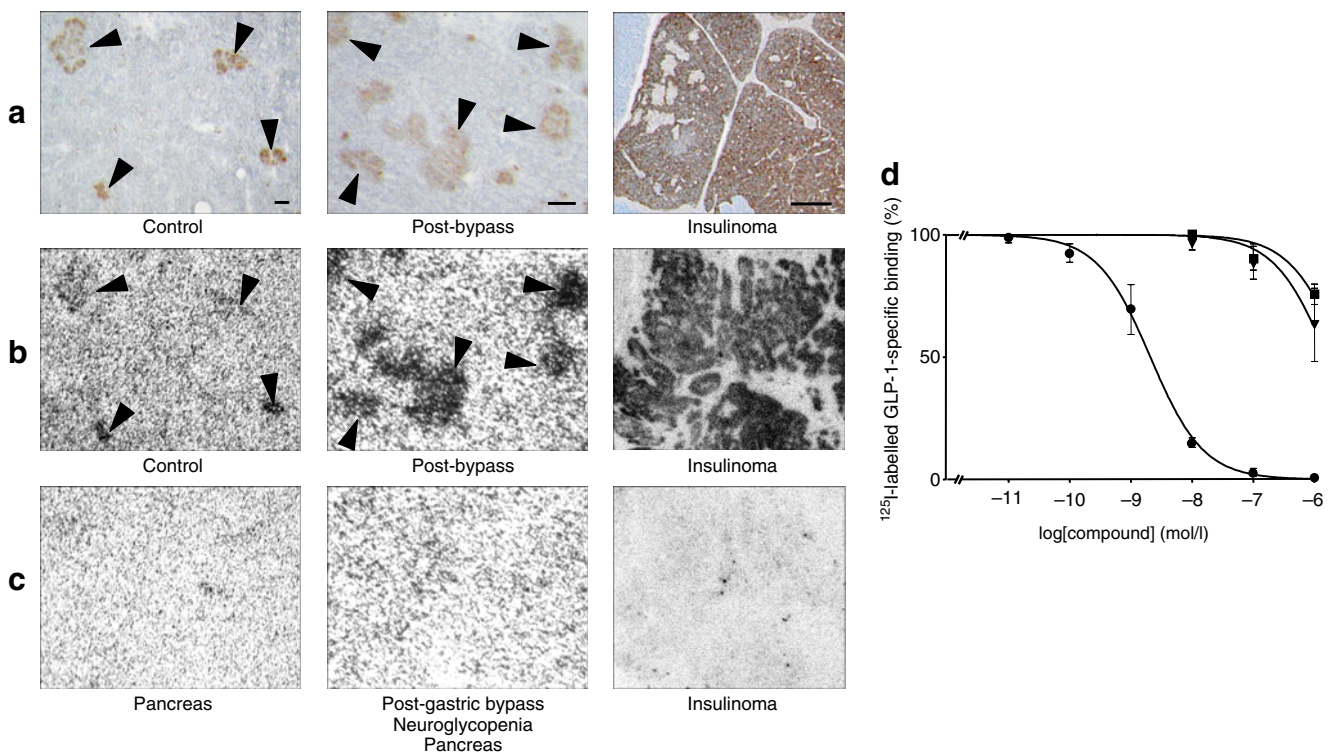 a
Control
Post-bypass
Insulinoma
b
Control
Post-bypass
Insulinoma
c
Pancreas
Post-gastric bypass
Neuroglycopenia
Pancreas
Insulinoma
d
¹²⁵I-labelled GLP-1-specific binding (%)
100
50
0
–11
–10
–9
–8
–7
–6
log[compound] (mol/l)